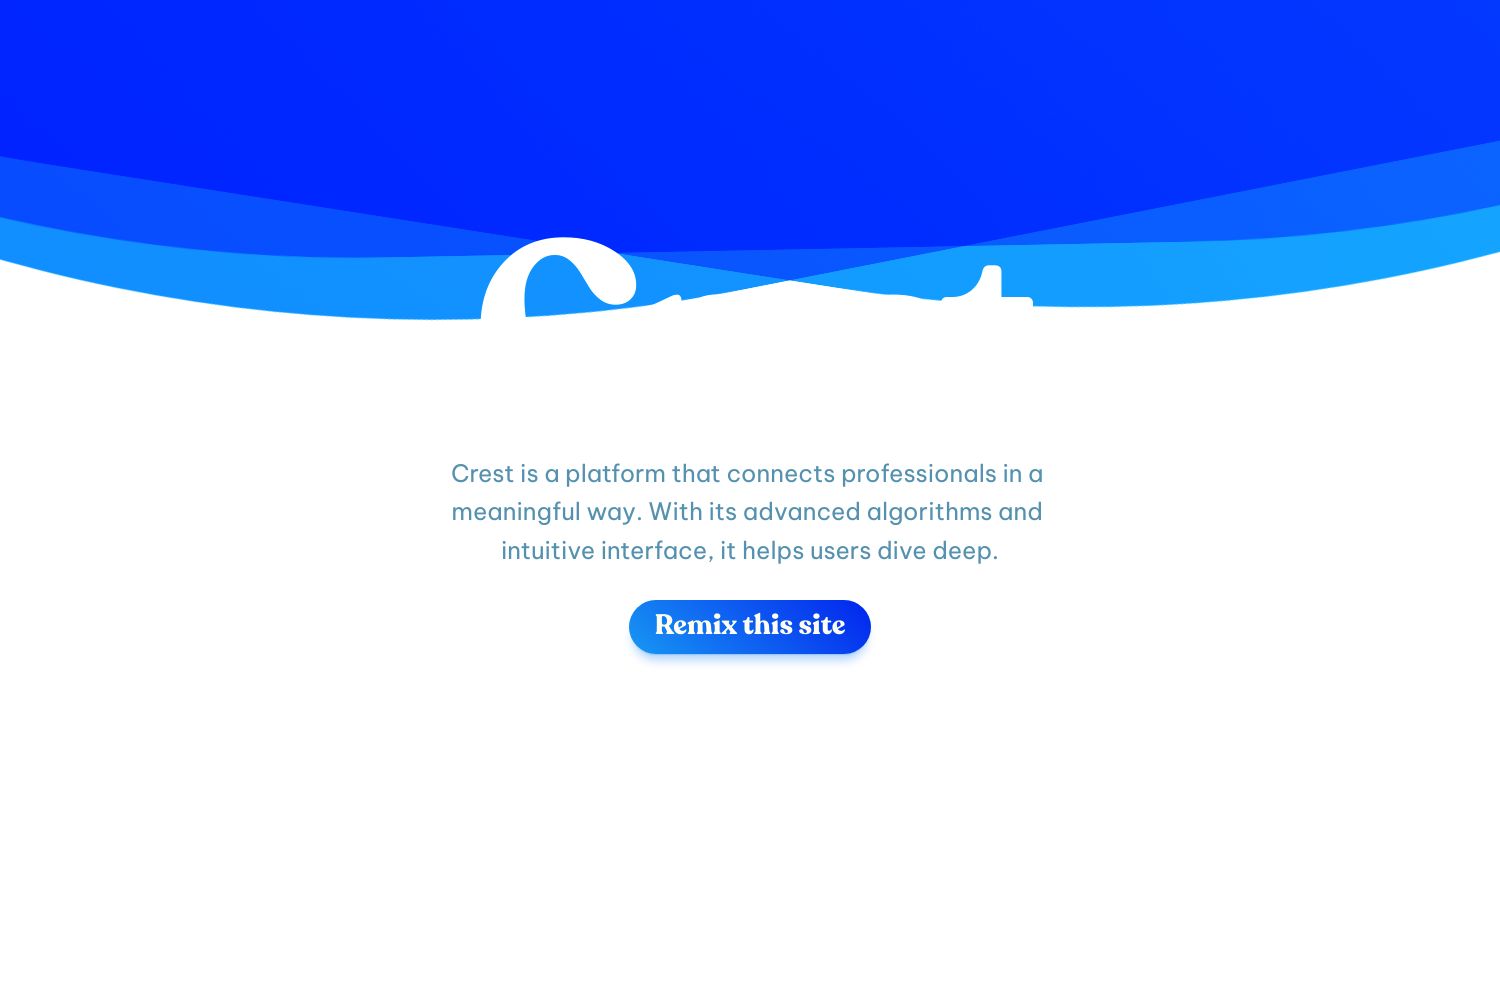 Crest
Crest is a platform that connects professionals in a
meaningful way. With its advanced algorithms and
intuitive interface, it helps users dive deep.
Remix this site